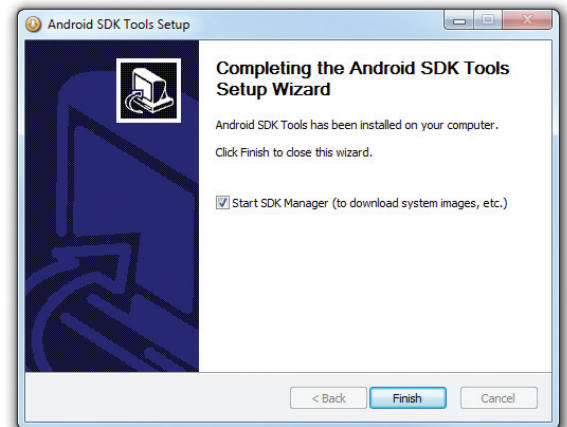 Android SDK Tools Setup
Completing the Android SDK Tools
Setup Wizard
Android SDK Tools has been installed on your computer.
Click Finish to close this wizard.
Start SDK Manager (to download system images, etc.)
< Back Finish Cancel